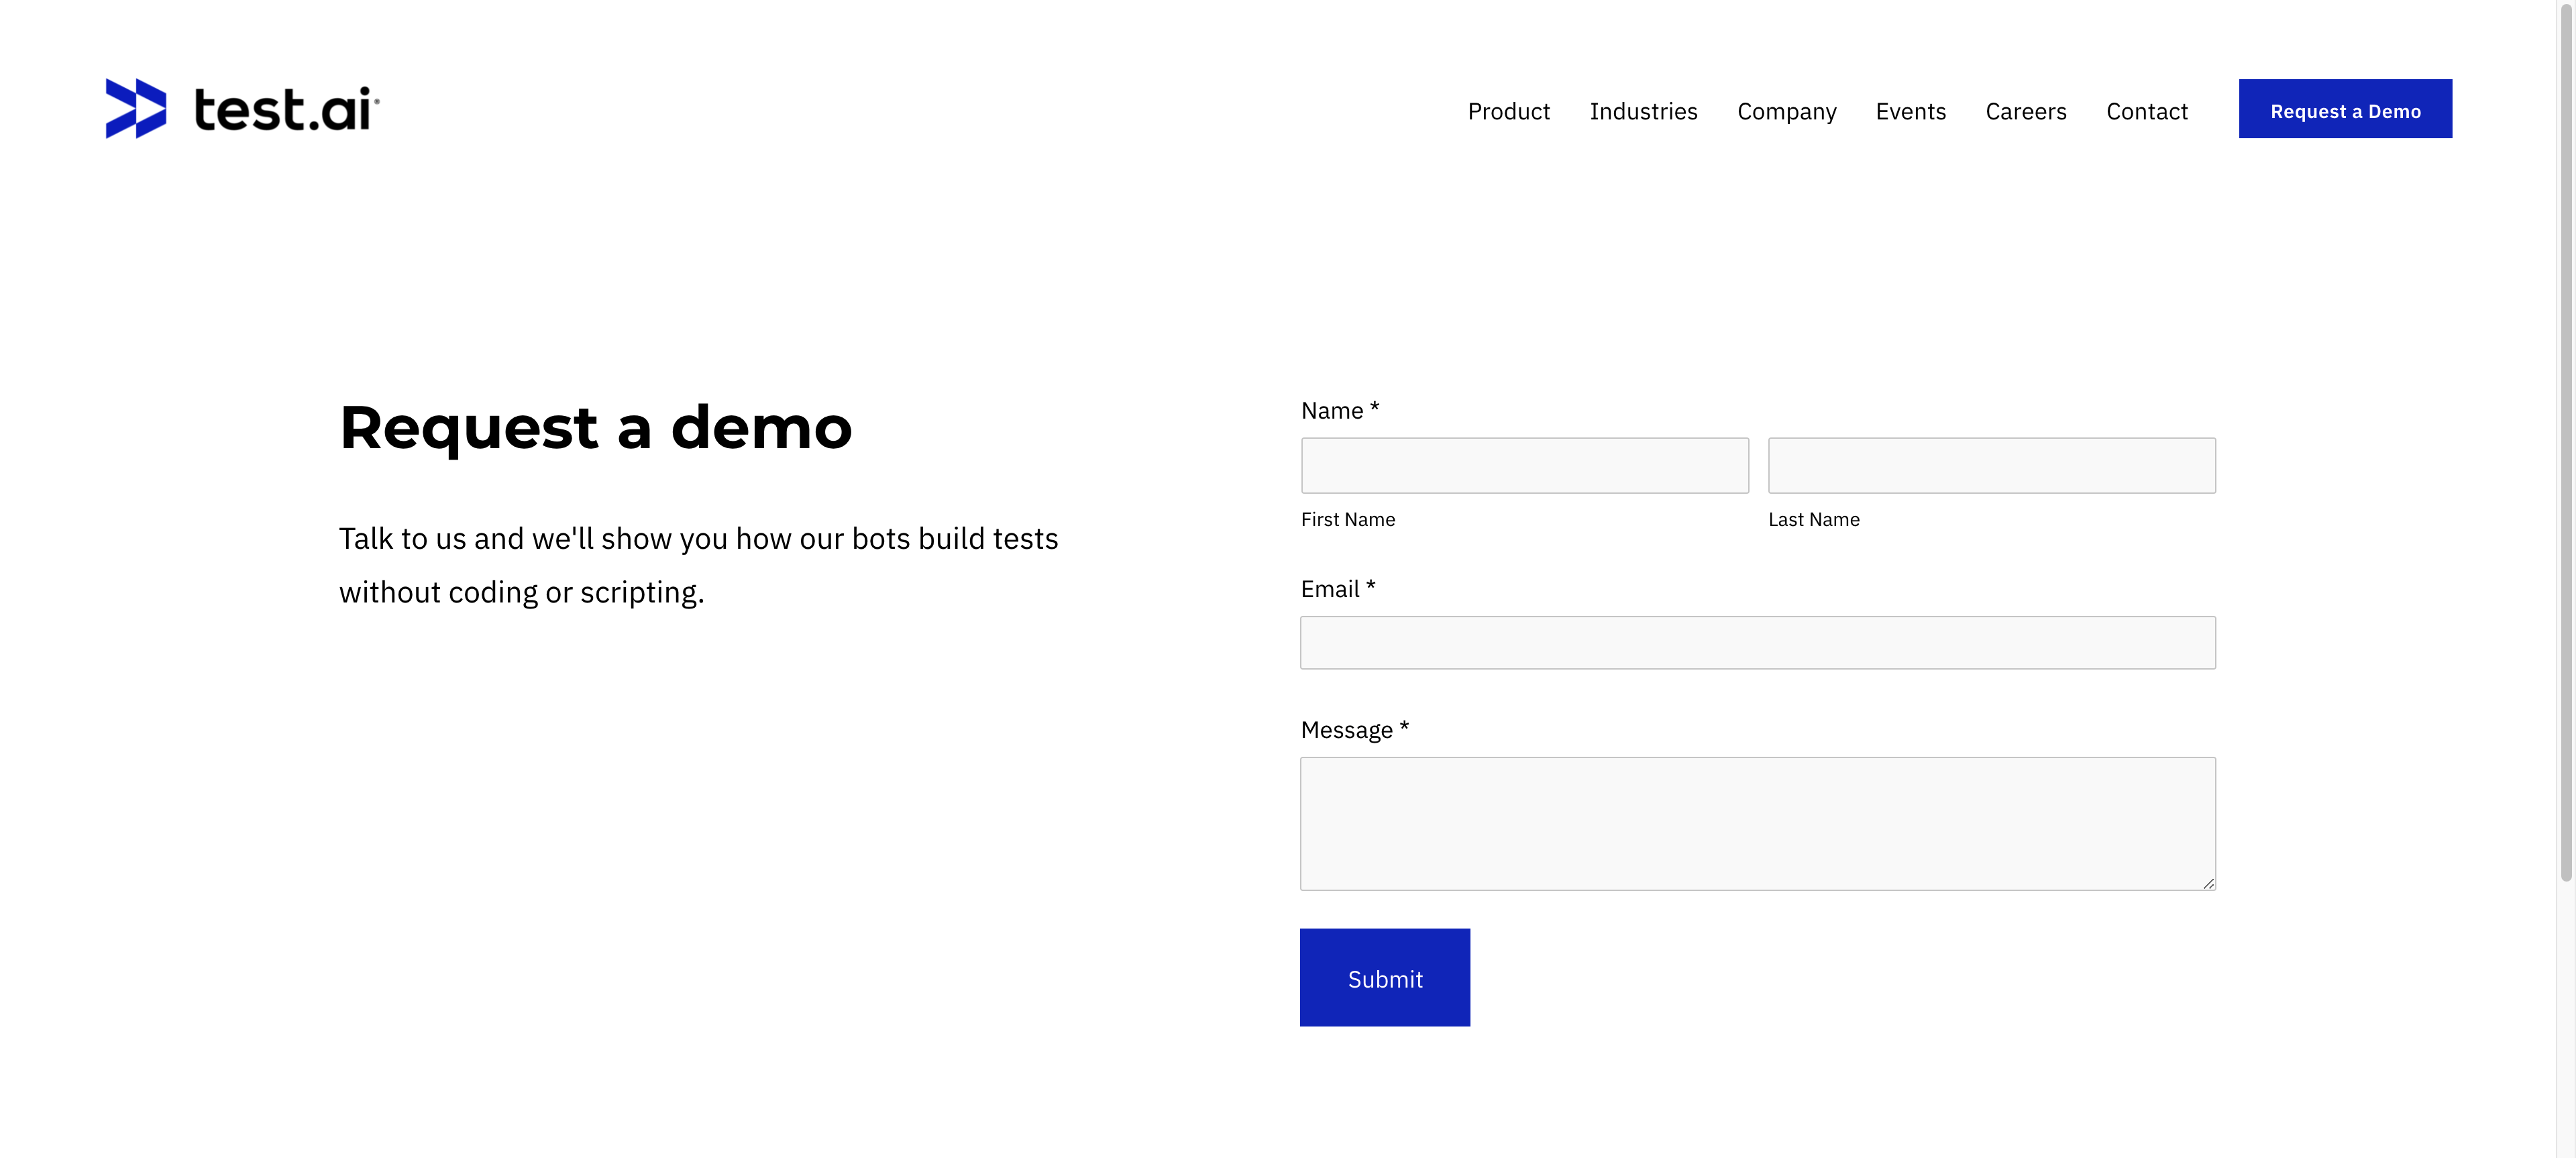 test.ai®
Product Industries Company Events Careers Contact Request a Demo
Request a demo
Talk to us and we'll show you how our bots build tests
without coding or scripting.
Name *
First Name Last Name
Email *
Message *
Submit